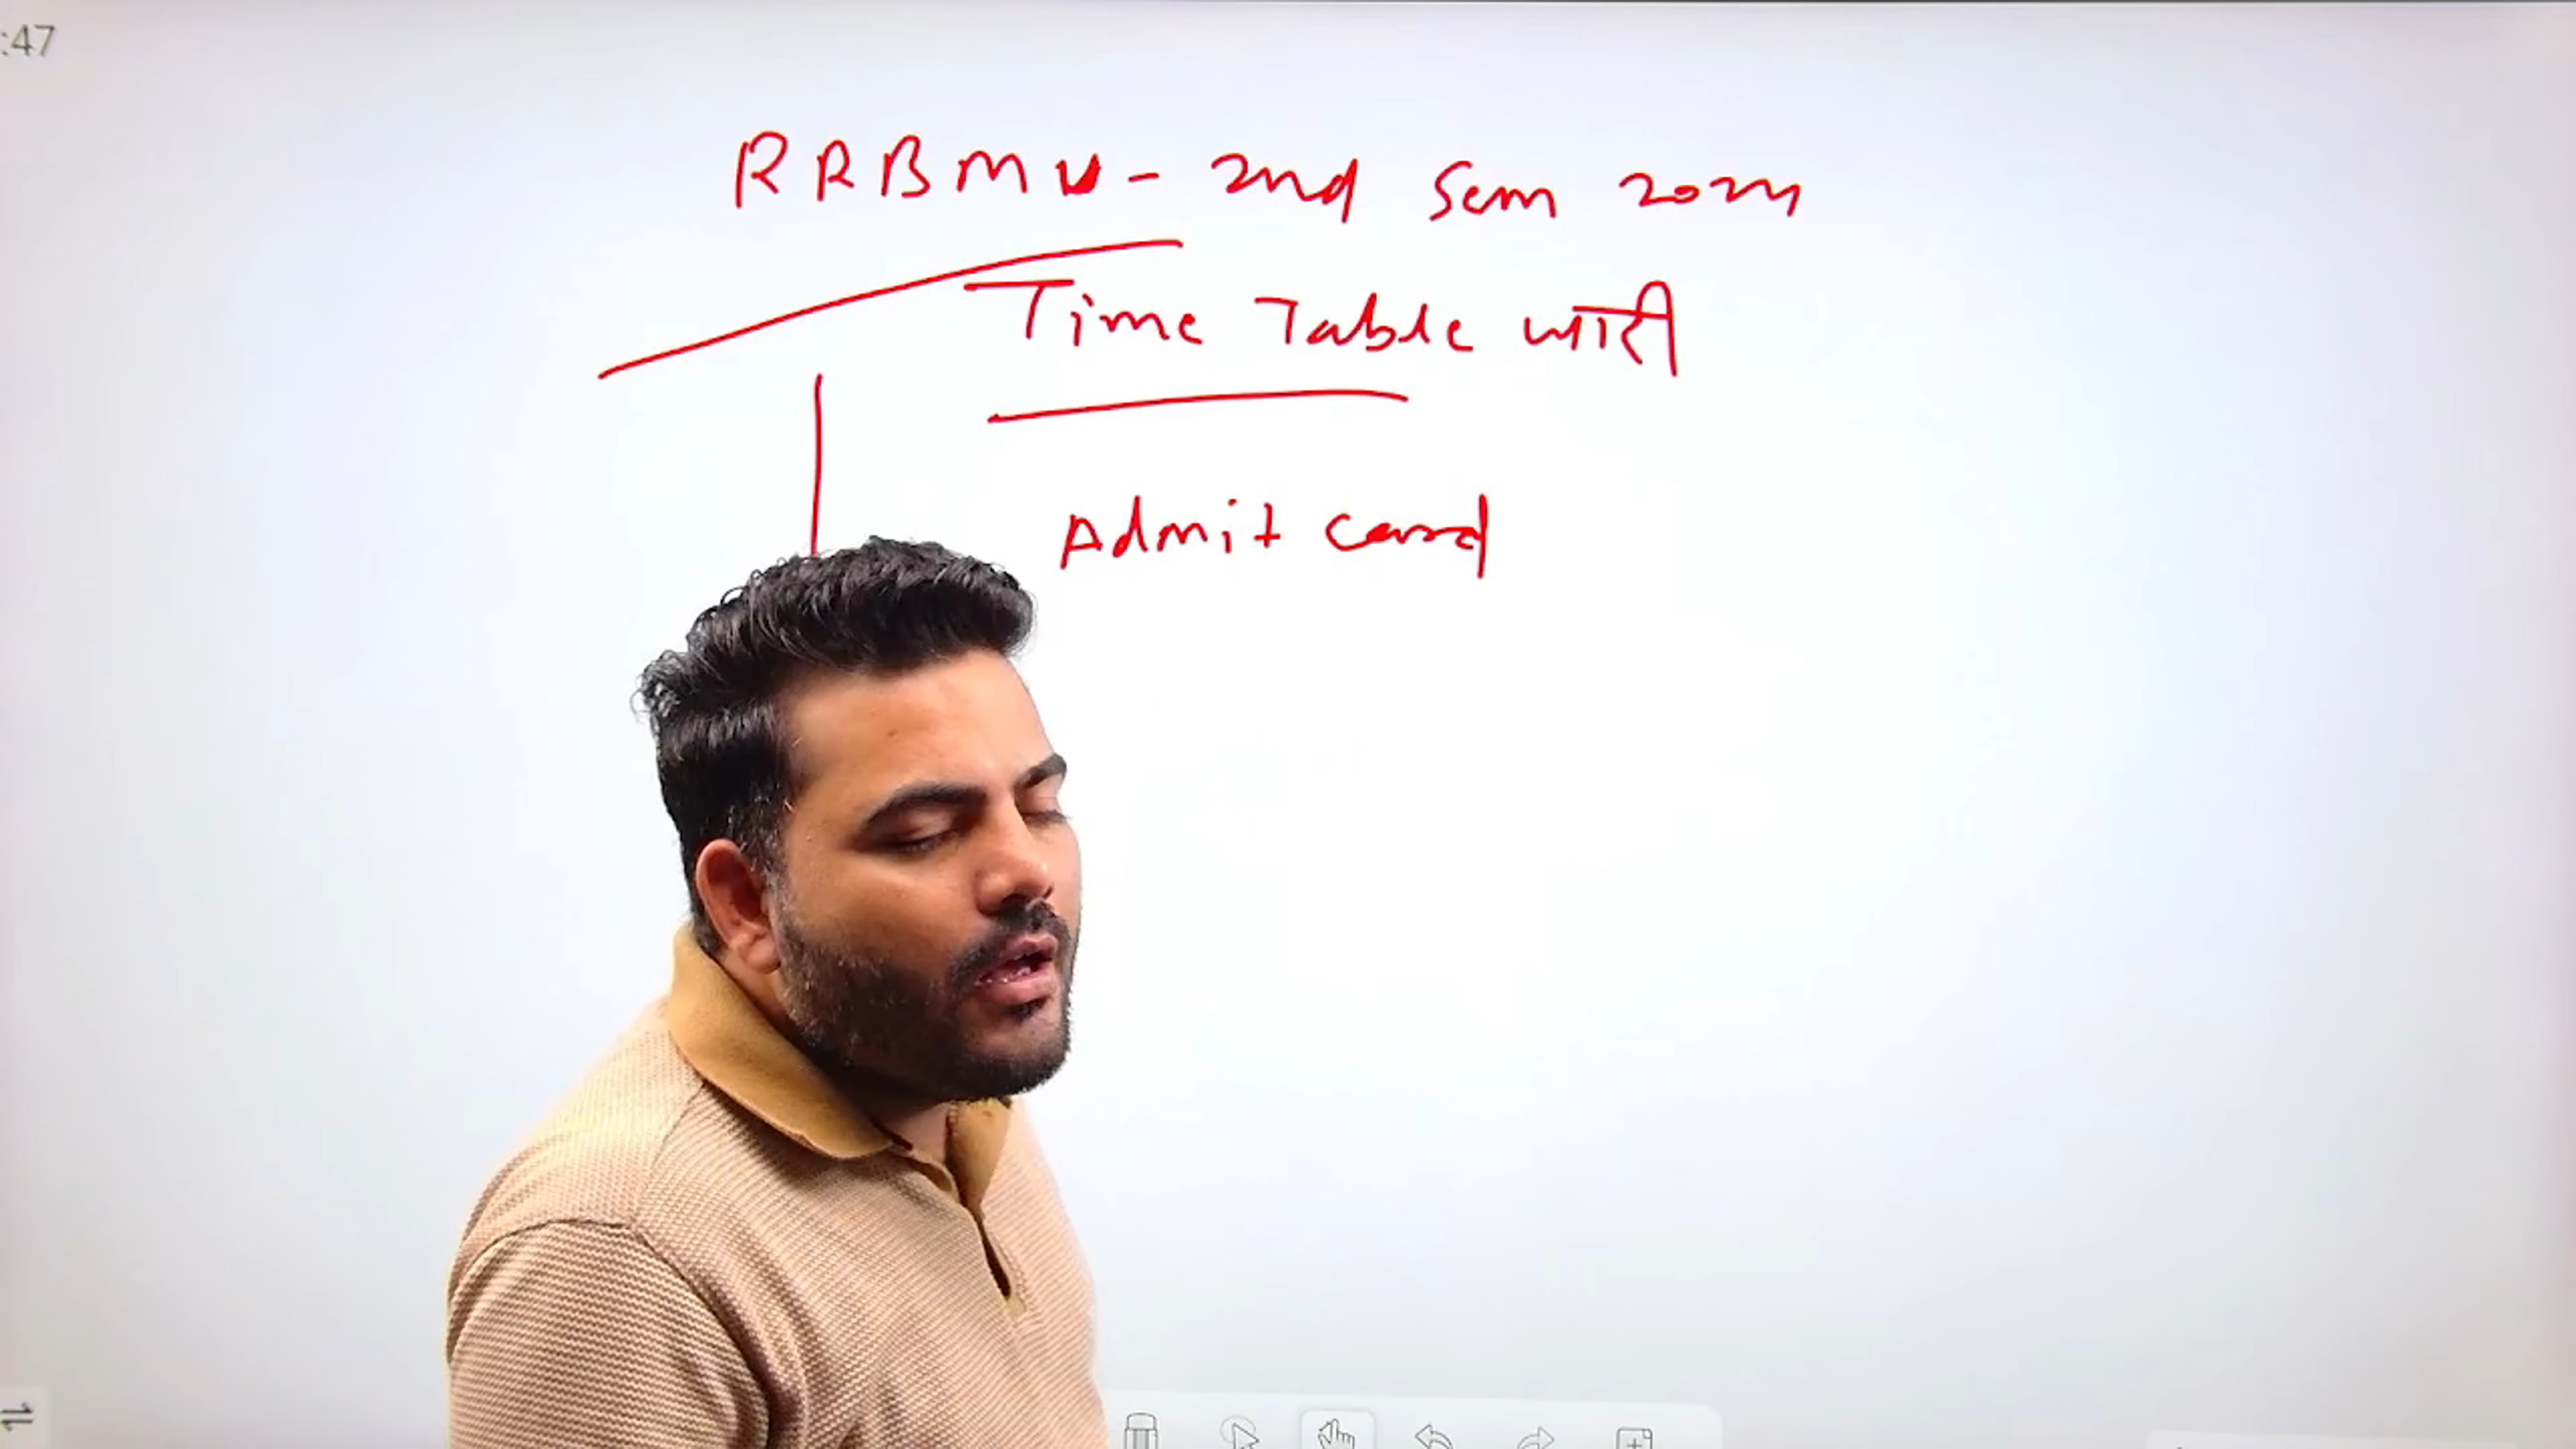 :47
RRBMU - 2nd Sem 2024
Time Table जारी
Admit card